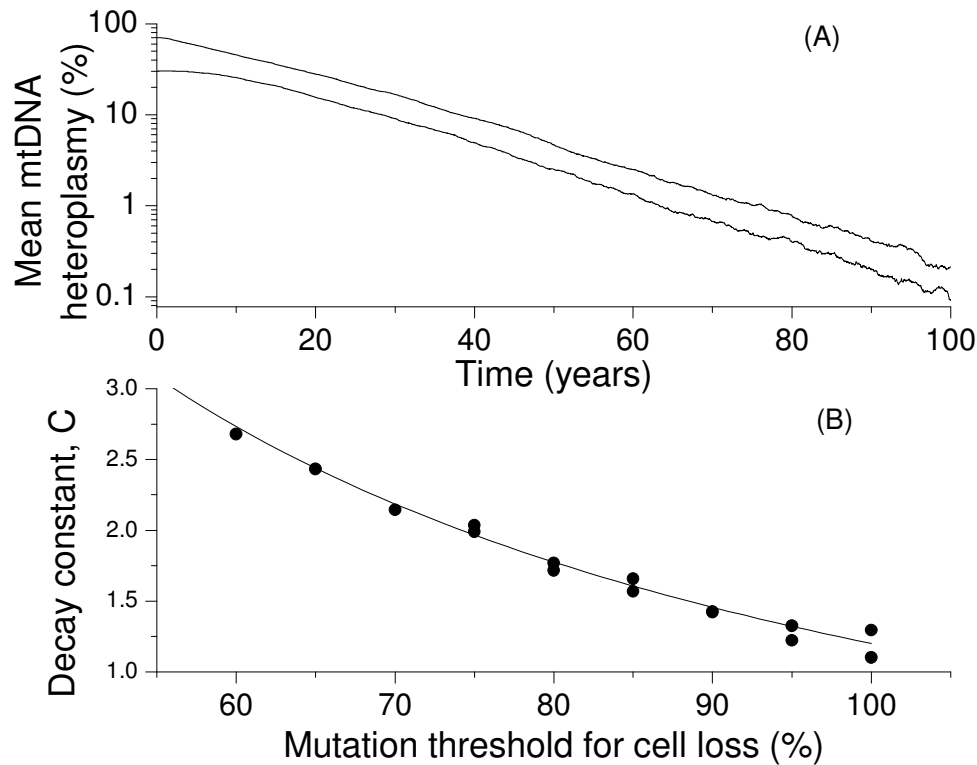 (A)
Mean mtDNA
heteroplasmy (%)
100
10
1
0.1
0 20 40 60 80 100
Time (years)
(B)
Decay constant, C
3.0
2.5
2.0
1.5
1.0
60 70 80 90 100
Mutation threshold for cell loss (%)